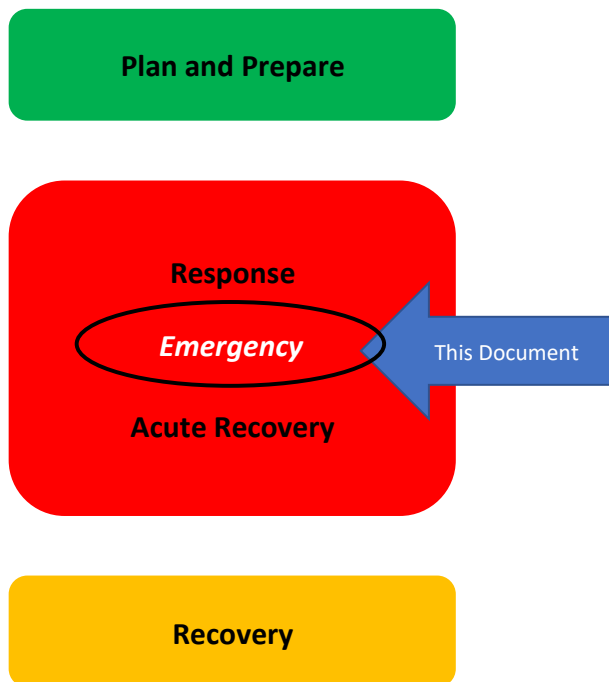 Plan and Prepare
Response
Emergency
This Document
Acute Recovery
Recovery